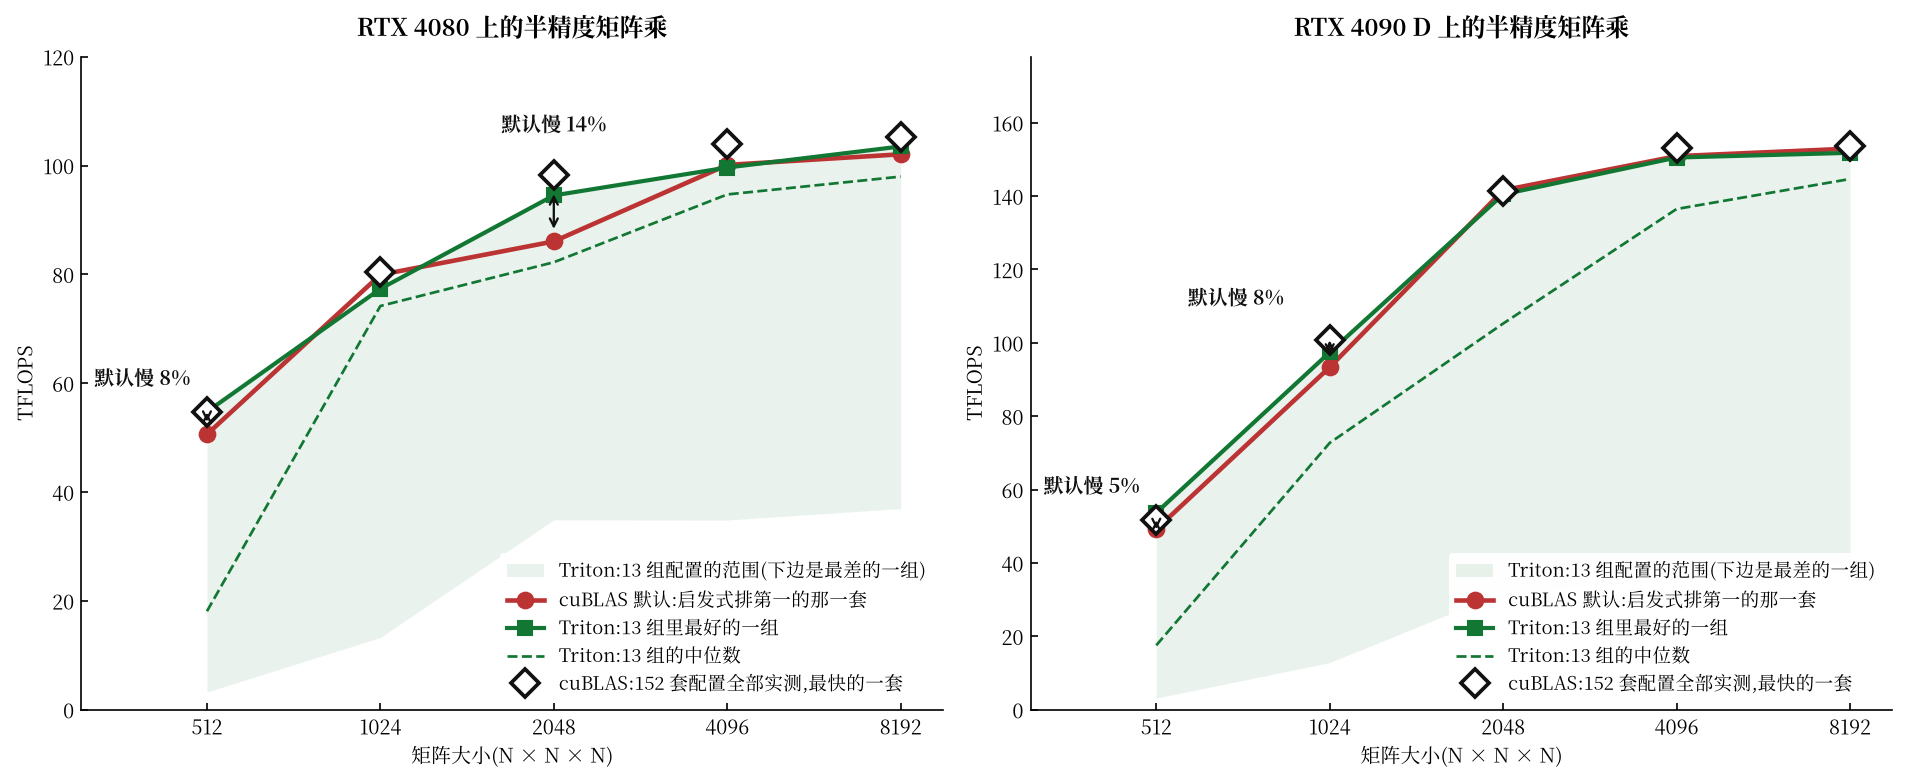 RTX 4080 上的半精度矩阵乘
TFLOPS
120
100
80
60
40
20
0
默认慢 8%
默认慢 14%
Triton:13 组配置的范围(下边是最差的一组)
cuBLAS 默认:启发式排第一的那一套
Triton:13 组里最好的一组
Triton:13 组的中位数
cuBLAS:152 套配置全部实测,最快的一套
512
1024
2048
4096
8192
矩阵大小(N × N × N)
RTX 4090 D 上的半精度矩阵乘
TFLOPS
160
140
120
100
80
60
40
20
0
默认慢 5%
默认慢 8%
Triton:13 组配置的范围(下边是最差的一组)
cuBLAS 默认:启发式排第一的那一套
Triton:13 组里最好的一组
Triton:13 组的中位数
cuBLAS:152 套配置全部实测,最快的一套
512
1024
2048
4096
8192
矩阵大小(N × N × N)